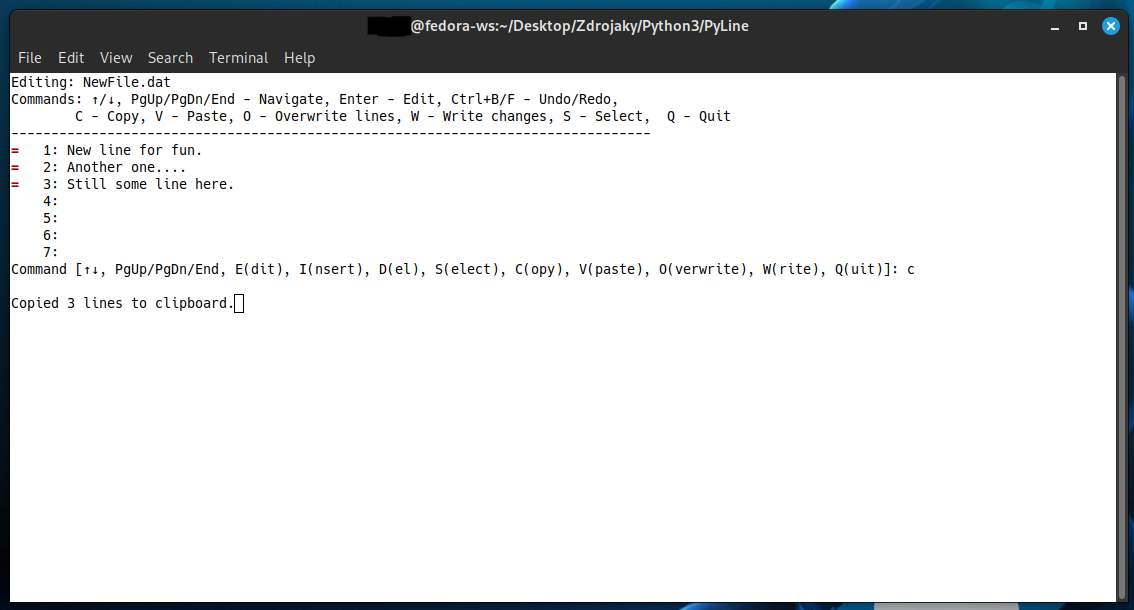 @fedora-ws:~/Desktop/Zdrojaky/Python3/PyLine
File Edit View Search Terminal Help
Editing: NewFile.dat
Commands: ↑/↓, PgUp/PgDn/End - Navigate, Enter - Edit, Ctrl+B/F - Undo/Redo,
C - Copy, V - Paste, O - Overwrite lines, W - Write changes, S - Select,  Q - Quit
--------------------------------------------------------------------------------
=   1: New line for fun.
=   2: Another one....
=   3: Still some line here.
4:
5:
6:
7:
Command [↑↓, PgUp/PgDn/End, E(dit), I(nsert), D(el), S(elect), C(opy), V(paste), O(verwrite), W(rite), Q(uit)]: c
Copied 3 lines to clipboard.